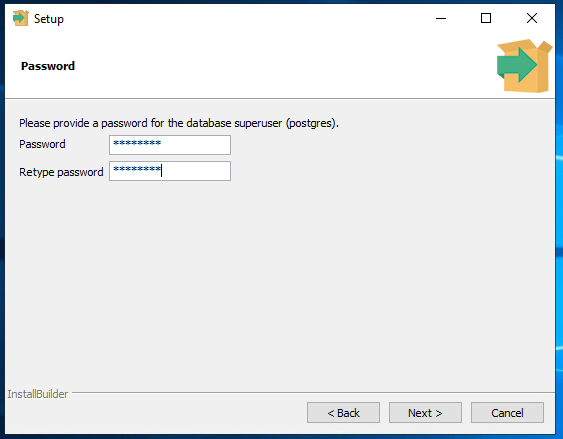 Setup
Password
Please provide a password for the database superuser (postgres).
Password ********
Retype password ********
InstallBuilder
< Back Next > Cancel